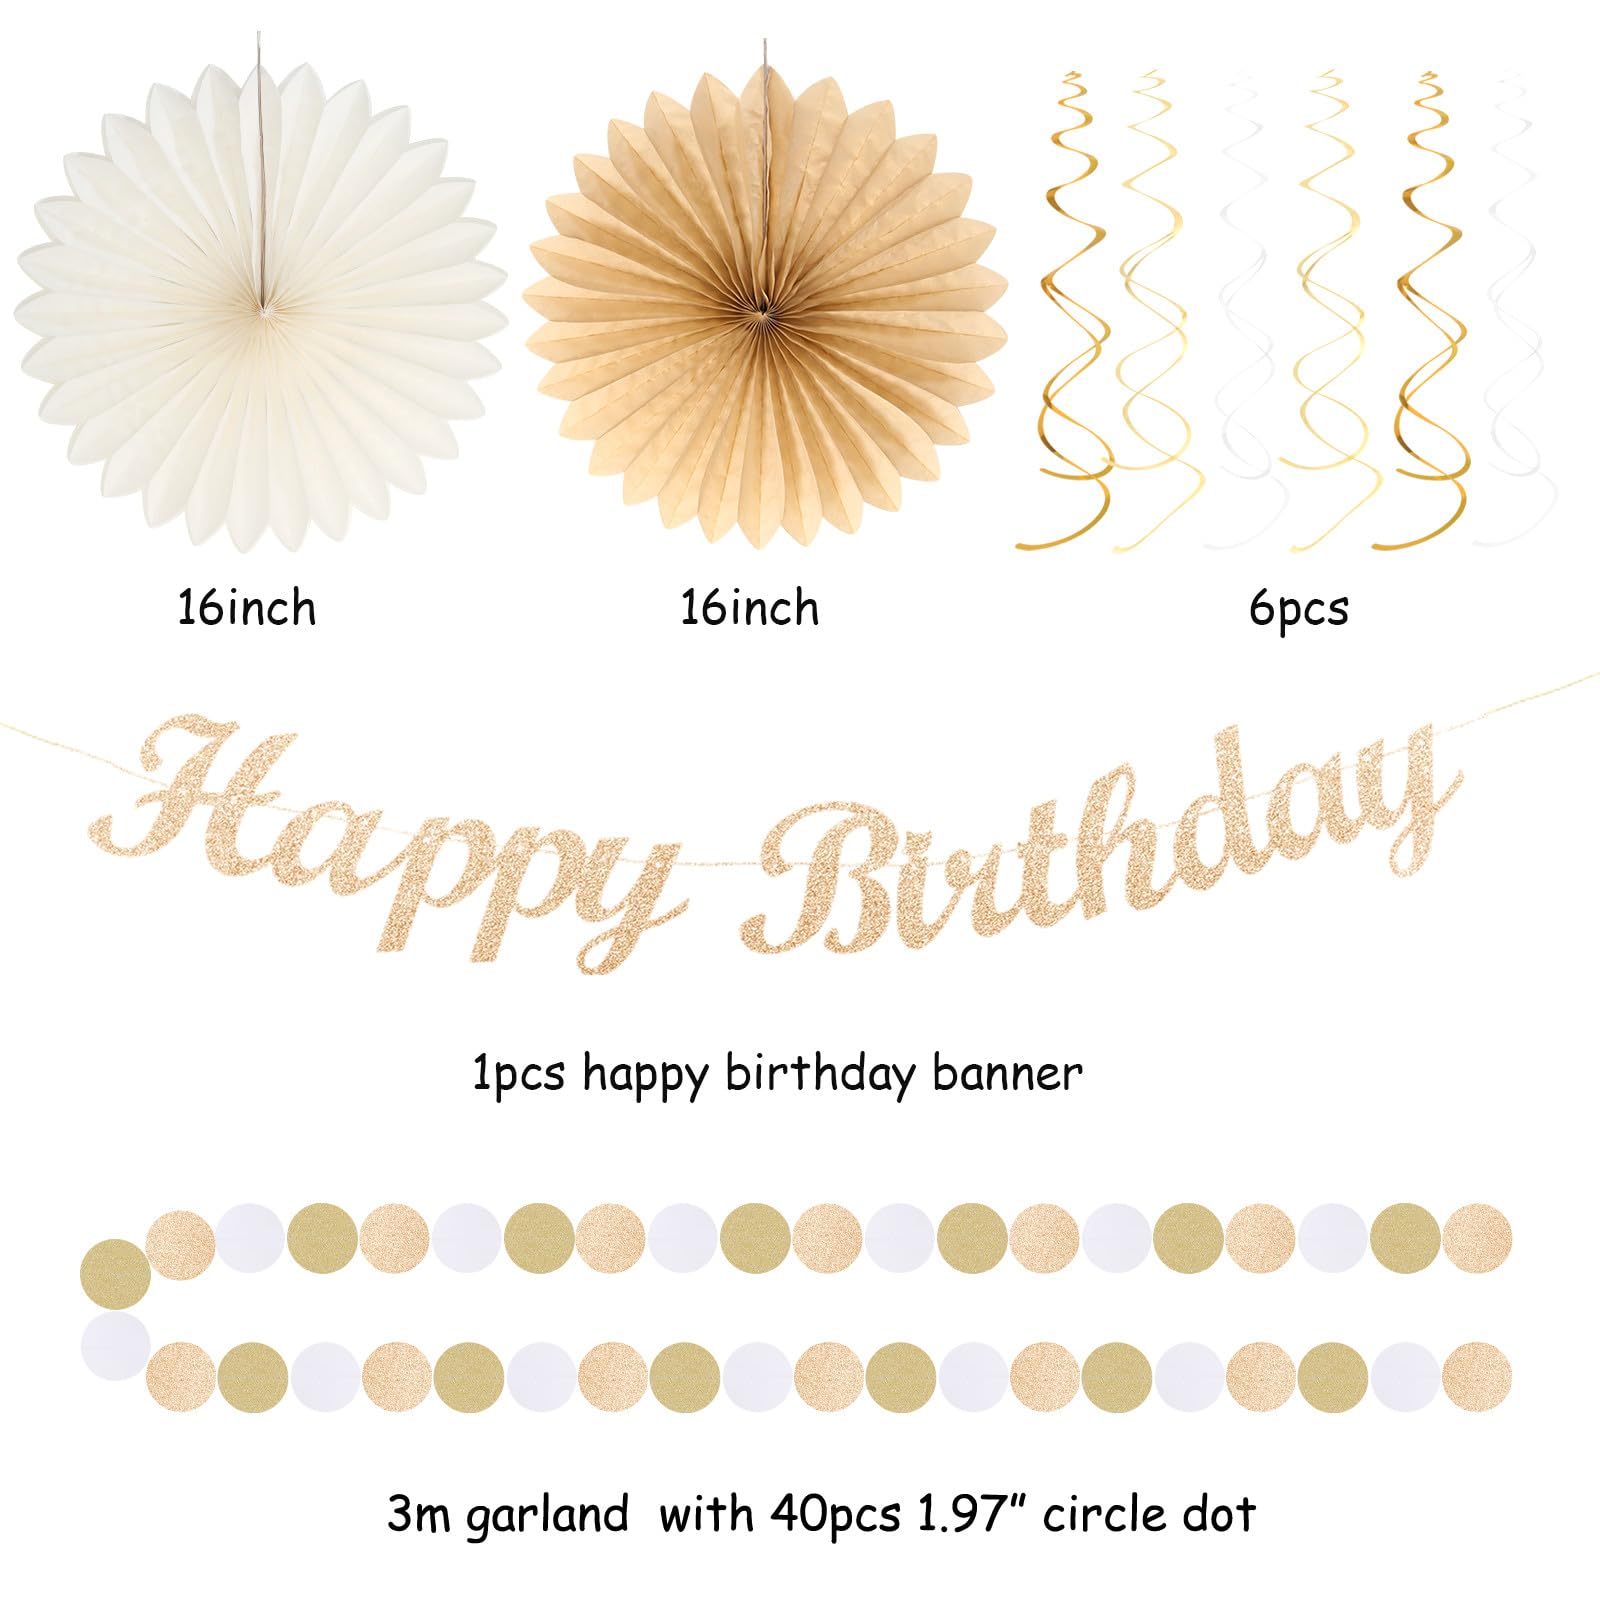 16inch
16inch
6pcs
Happy Birthday
1pcs happy birthday banner
3m garland with 40pcs 1.97" circle dot